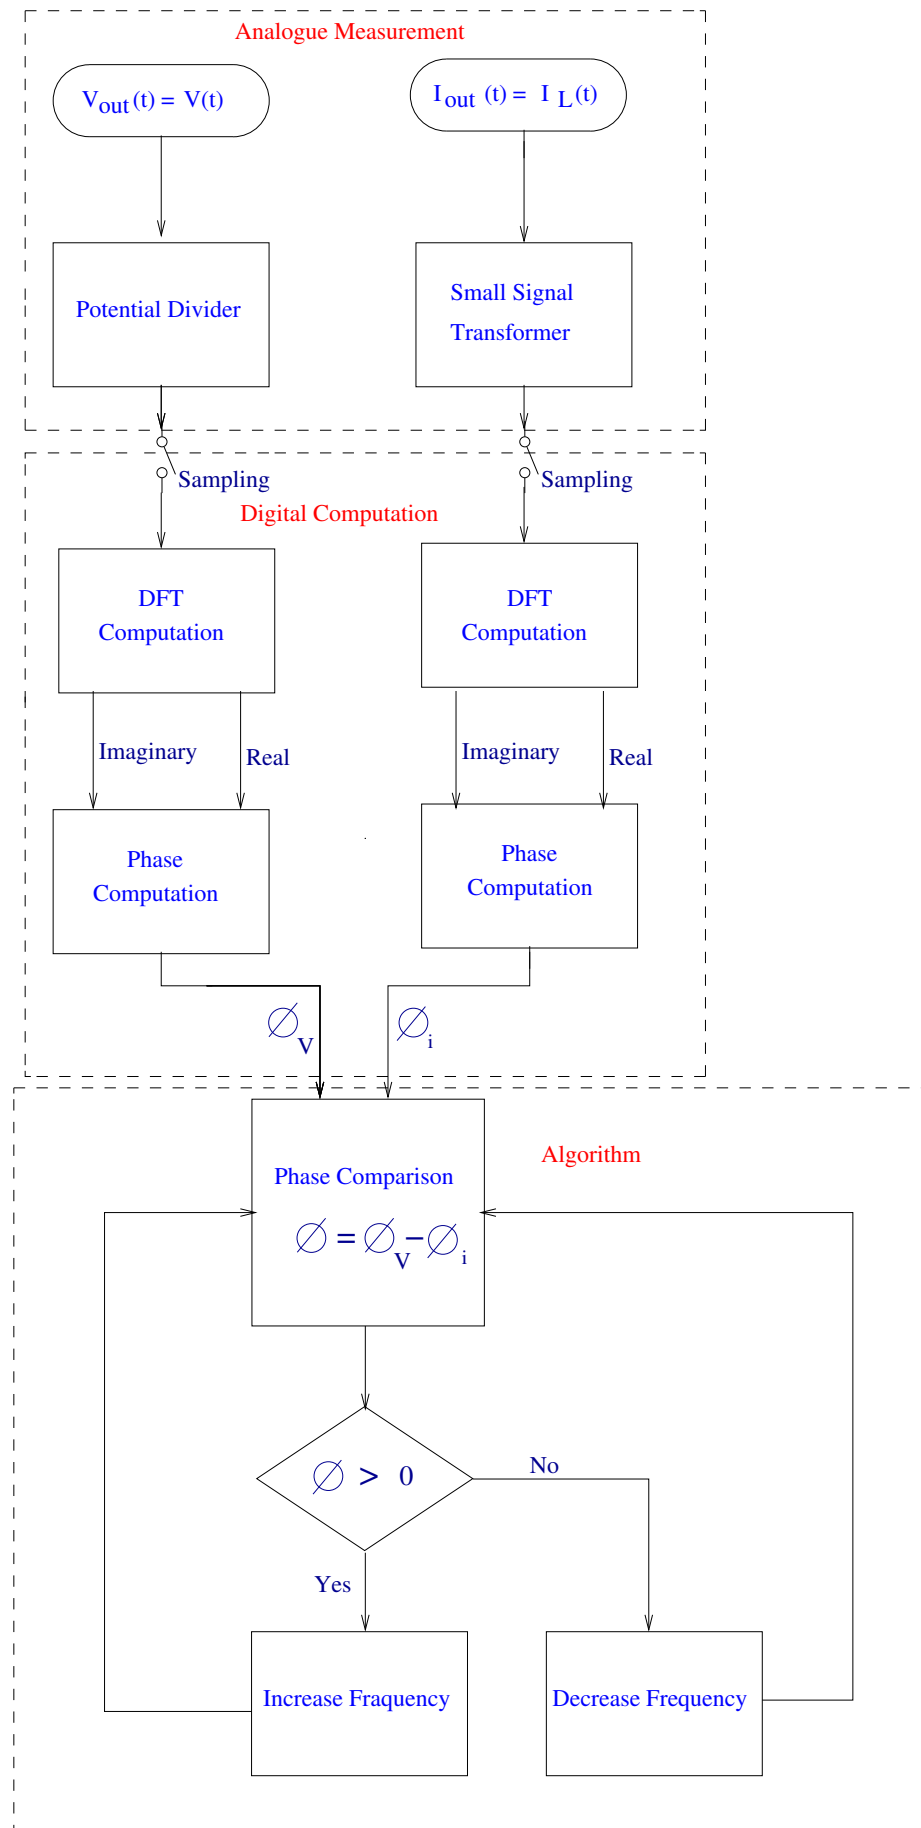 Analogue Measurement
Vout(t) = V(t)
Iout (t) = I L(t)
Potential Divider
Small Signal
Transformer
Sampling
Sampling
Digital Computation
DFT
Computation
DFT
Computation
Imaginary
Real
Imaginary
Real
Phase
Computation
Phase
Computation
∅V
∅i
Algorithm
Phase Comparison
∅ = ∅V − ∅i
∅ > 0
No
Yes
Increase Fraquency
Decrease Frequency